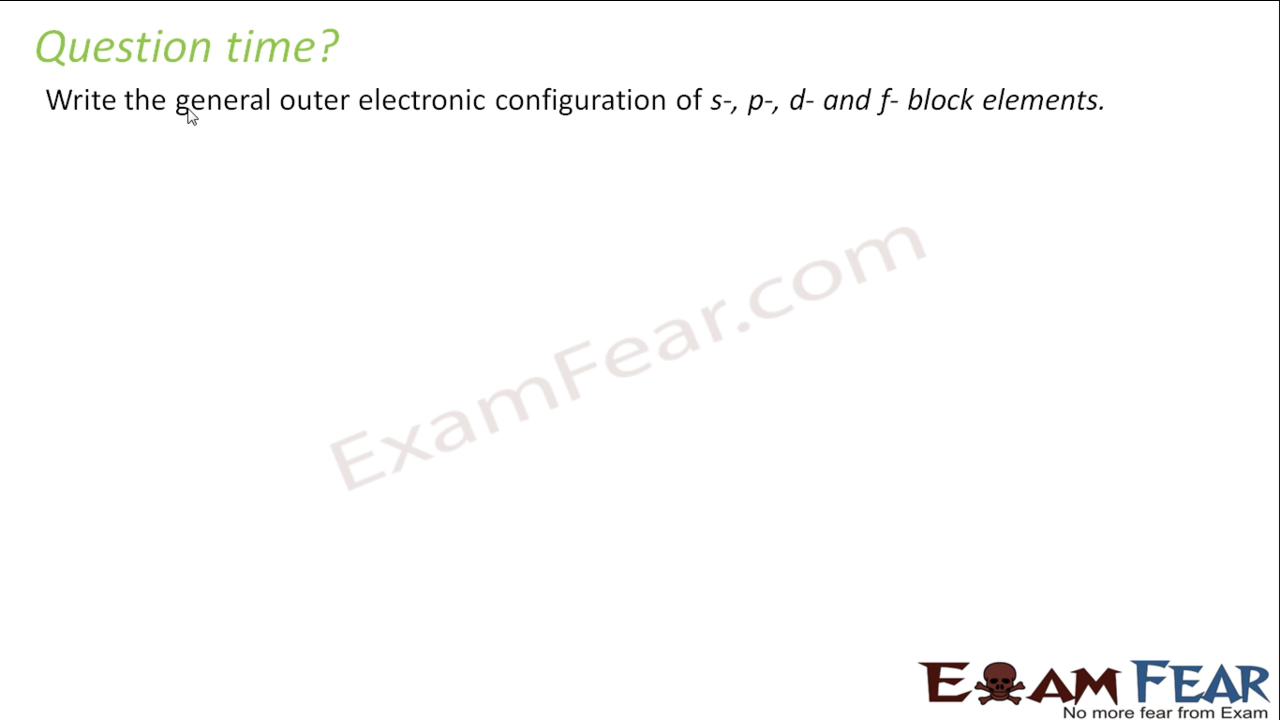 Question time?
Write the general outer electronic configuration of s-, p-, d- and f- block elements.
ExamFear.com
EXAM FEAR
No more fear from Exam